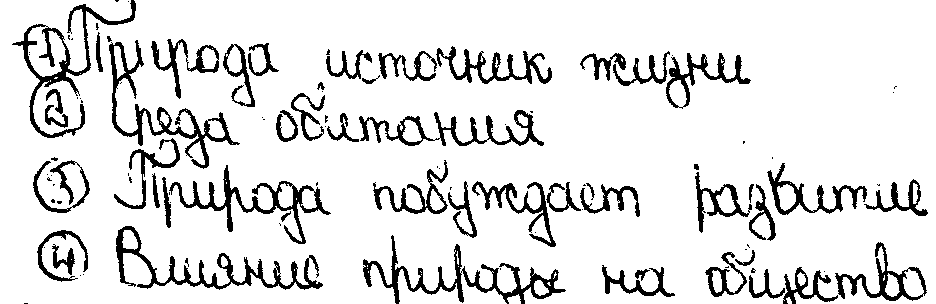 1 Природа источник жизни
2 Среда обитания
3 Природа побуждает развитие
4 Влияние природы на общество